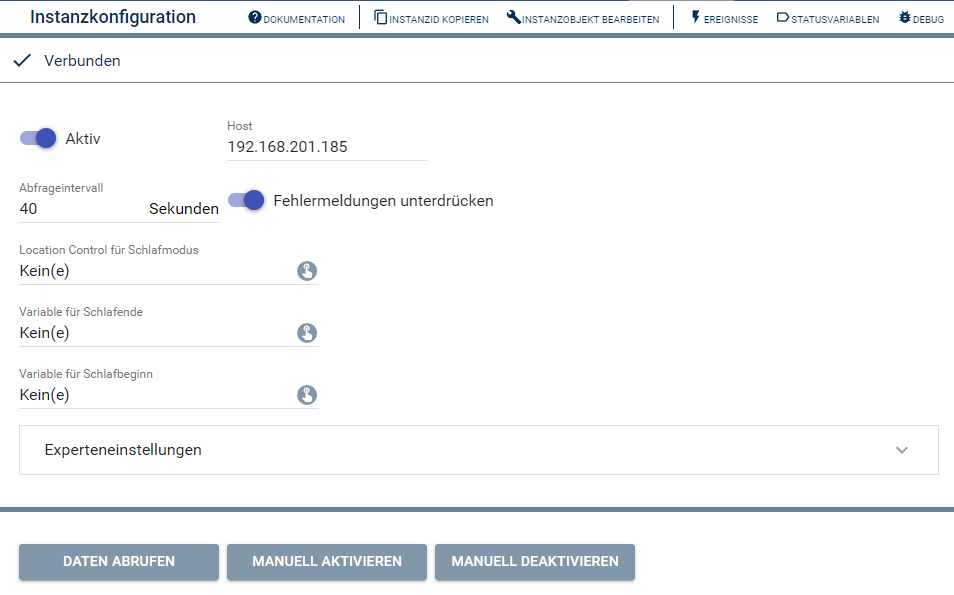 Instanzkonfiguration DOKUMENTATION INSTANZID KOPIEREN INSTANZOBJEKT BEARBEITEN EREIGNISSE STATUSVARIABLEN DEBUG
Verbunden
Aktiv
Host
192.168.201.185
Abfrageintervall
40 Sekunden
Fehlermeldungen unterdrücken
Location Control für Schlafmodus
Kein(e)
Variable für Schlafende
Kein(e)
Variable für Schlafbeginn
Kein(e)
Experteneinstellungen
DATEN ABRUFEN MANUELL AKTIVIEREN MANUELL DEAKTIVIEREN